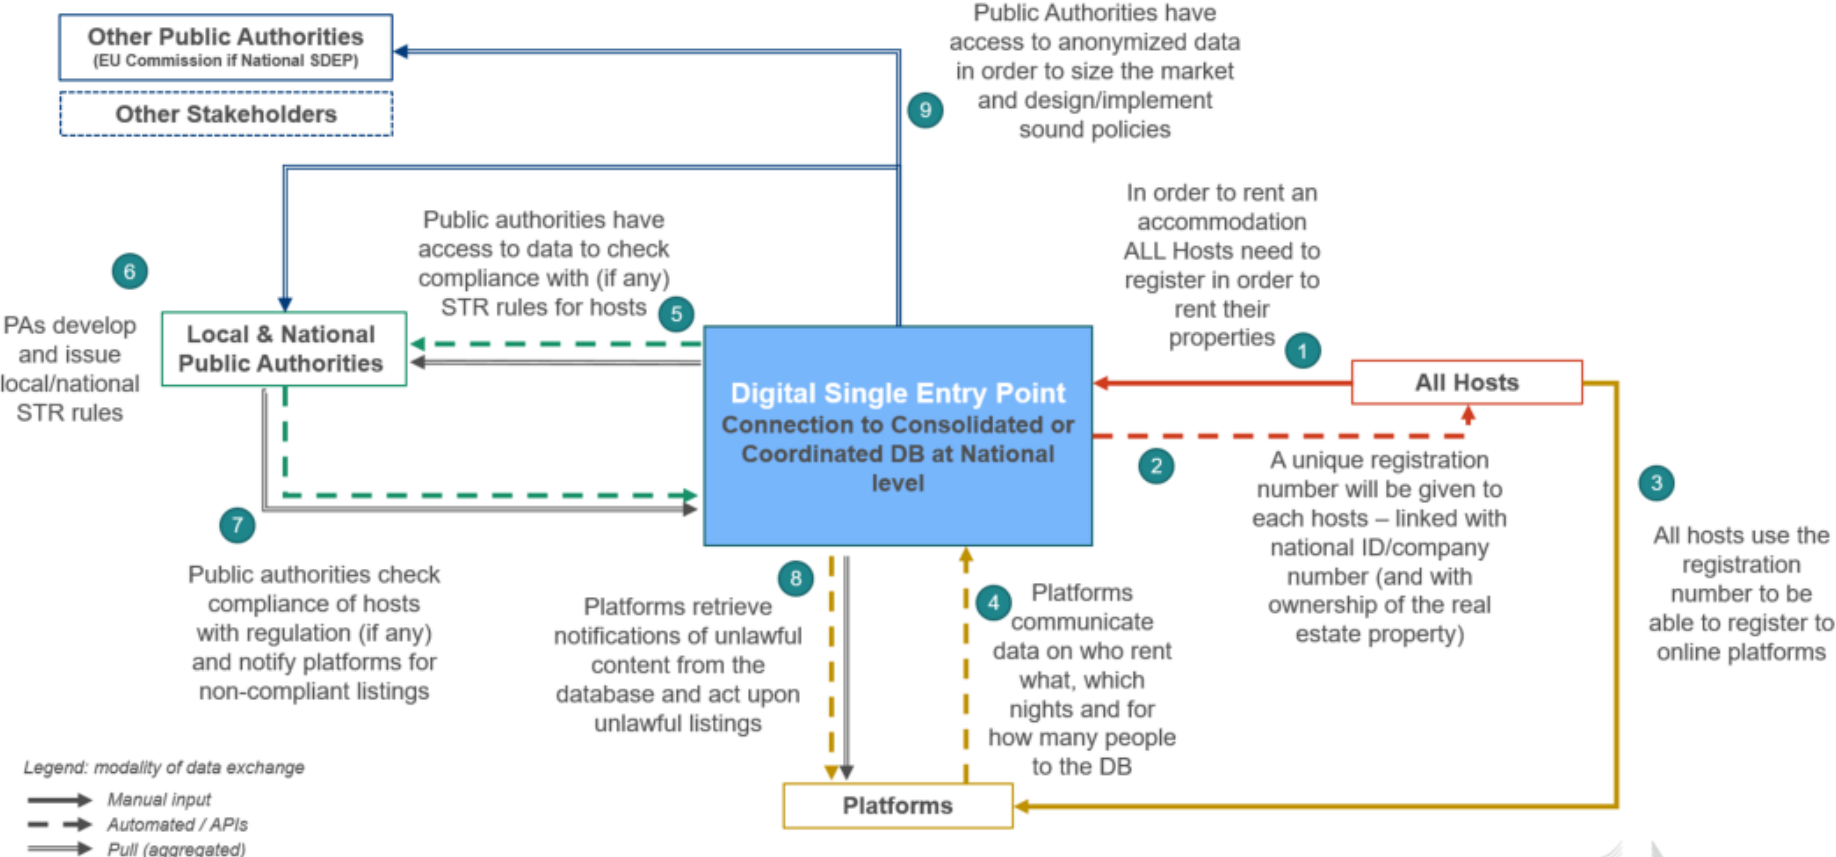 Other Public Authorities
(EU Commission if National SDEP)
Other Stakeholders
Public Authorities have
access to anonymized data
in order to size the market
and design/implement
sound policies
9
In order to rent an
accommodation
ALL Hosts need to
register in order to
rent their
properties
1
Public authorities have
access to data to check
compliance with (if any)
STR rules for hosts
5
6
PAs develop
and issue
local/national
STR rules
Local & National
Public Authorities
Digital Single Entry Point
Connection to Consolidated or
Coordinated DB at National
level
All Hosts
2
A unique registration
number will be given to
each hosts – linked with
national ID/company
number (and with
ownership of the real
estate property)
3
All hosts use the
registration
number to be
able to register to
online platforms
7
Public authorities check
compliance of hosts
with regulation (if any)
and notify platforms for
non-compliant listings
8
Platforms retrieve
notifications of unlawful
content from the
database and act upon
unlawful listings
4
Platforms
communicate
data on who rent
what, which
nights and for
how many people
to the DB
Platforms
Legend: modality of data exchange
Manual input
Automated / APIs
Pull (aggregated)